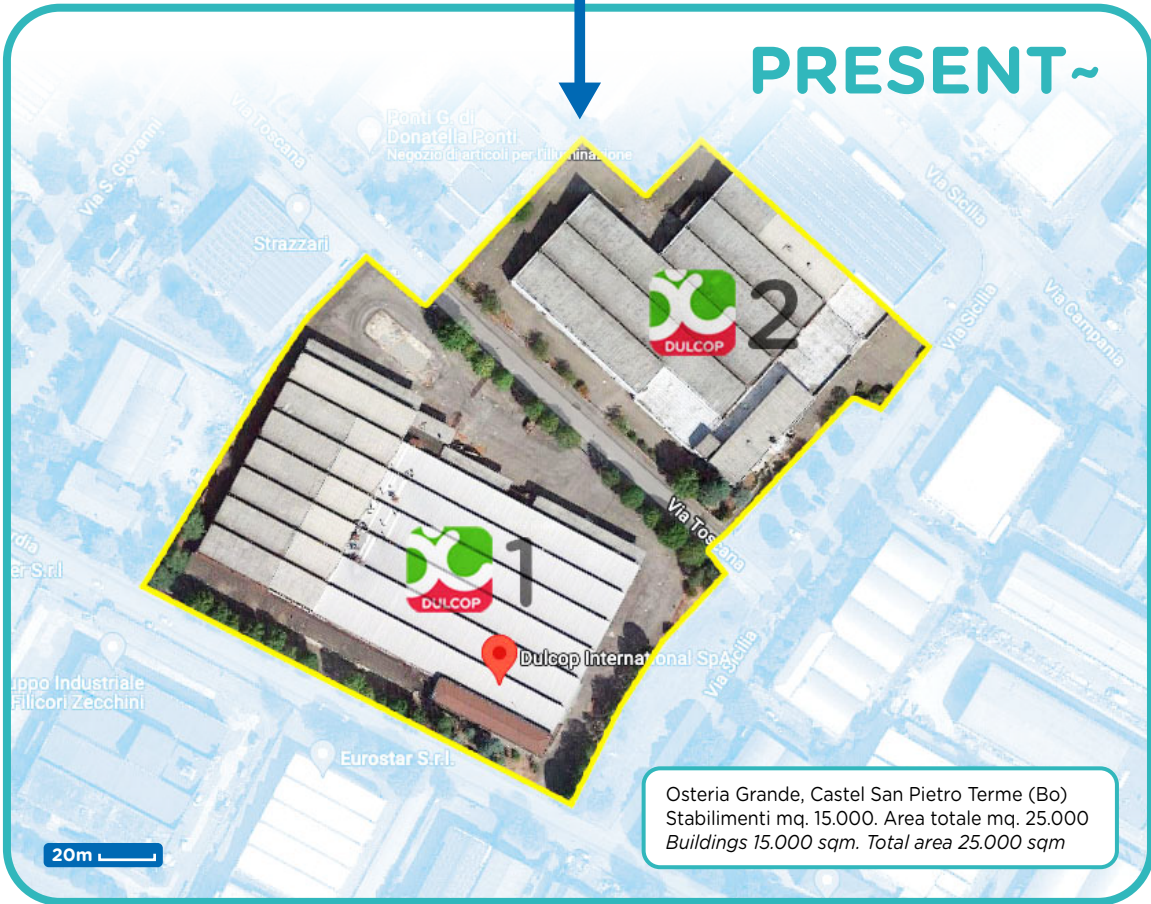 PRESENT~
Ponti G. di
Donatella Ponti
Negozio di articoli per l'illuminazione
Via Toscana
Via S. Giovanni
Via Sicilia
Strazzari
Via Sicilia
Via Campania
DULCOP
2
Via Toscana
DULCOP
1
Dulcop International SpA
Via Sicilia
Filicori Zecchini
Industriale
Eurostar S.r.l.
Osteria Grande, Castel San Pietro Terme (Bo)
Stabilimenti mq. 15.000. Area totale mq. 25.000
Buildings 15.000 sqm. Total area 25.000 sqm
20m